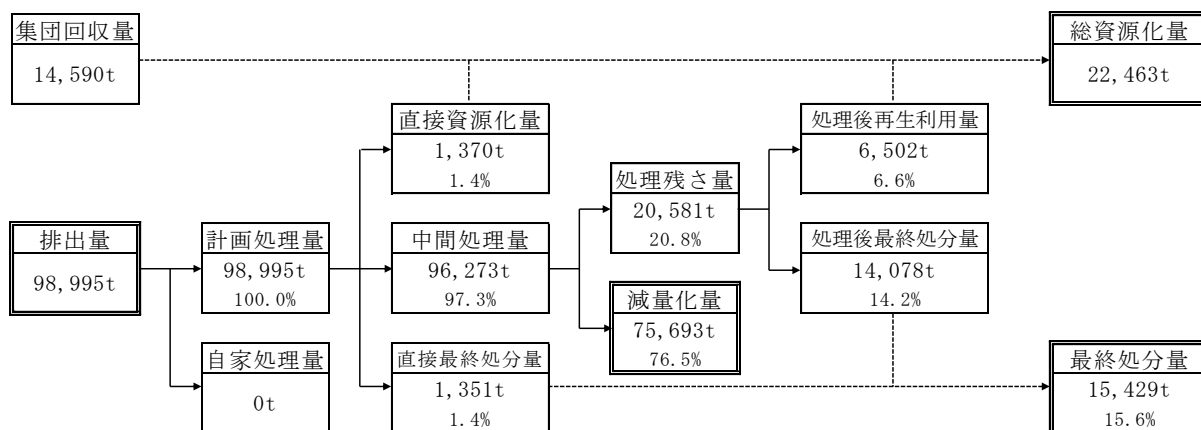 集団回収量
14,590t
総資源化量
22,463t
直接資源化量
1,370t
1.4%
処理後再生利用量
6,502t
6.6%
処理残さ量
20,581t
20.8%
排出量
98,995t
計画処理量
98,995t
100.0%
中間処理量
96,273t
97.3%
処理後最終処分量
14,078t
14.2%
減量化量
75,693t
76.5%
自家処理量
0t
直接最終処分量
1,351t
1.4%
最終処分量
15,429t
15.6%